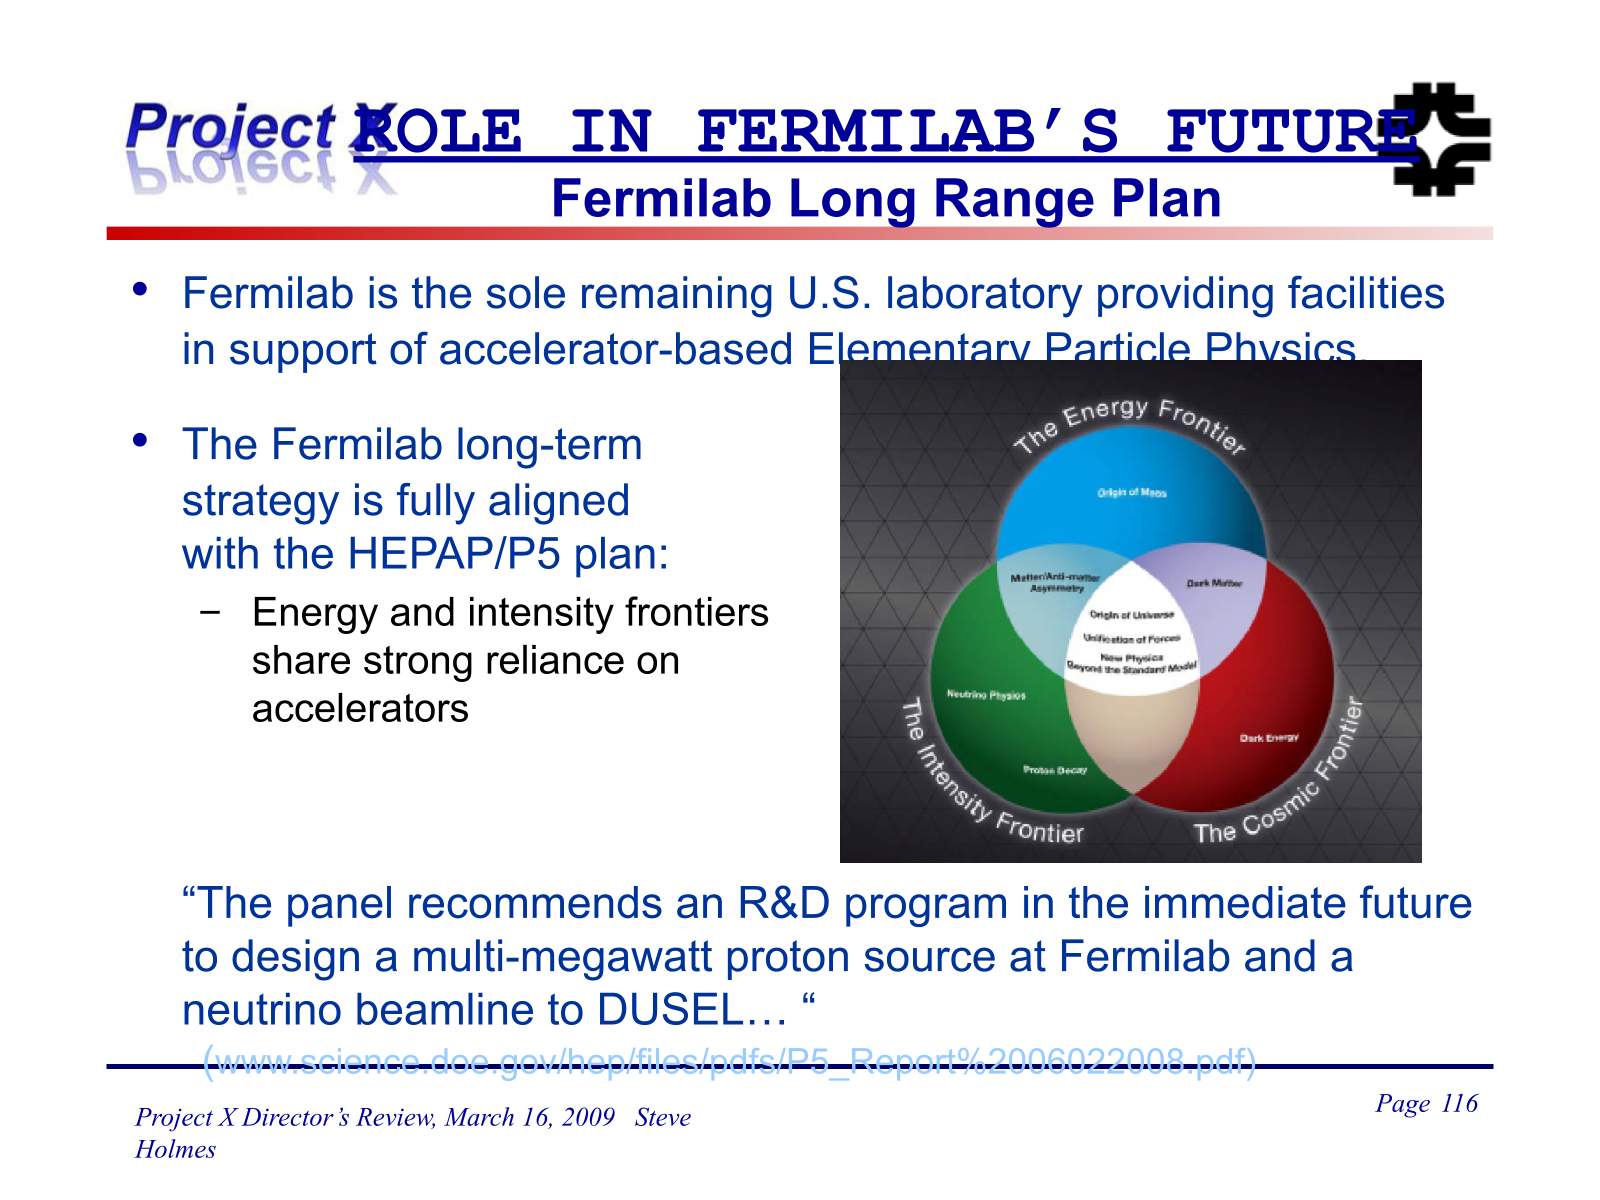 Project X
ROLE IN FERMILAB’S FUTURE
Fermilab Long Range Plan
• Fermilab is the sole remaining U.S. laboratory providing facilities
in support of accelerator-based Elementary Particle Physics.
• The Fermilab long-term
strategy is fully aligned
with the HEPAP/P5 plan:
– Energy and intensity frontiers
share strong reliance on
accelerators
The Energy Frontier
Origin of Mass
Matter/Anti-matter
Asymmetry
Dark Matter
Origin of Universe
Unification of Forces
New Physics
Beyond the Standard Model
Neutrino Physics
Dark Energy
Proton Decay
The Intensity Frontier
The Cosmic Frontier
“The panel recommends an R&D program in the immediate future
to design a multi-megawatt proton source at Fermilab and a
neutrino beamline to DUSEL… “
(www.science.doe.gov/hep/files/pdfs/P5_Report%2006022008.pdf)
Project X Director’s Review, March 16, 2009 Steve
Holmes
Page 116